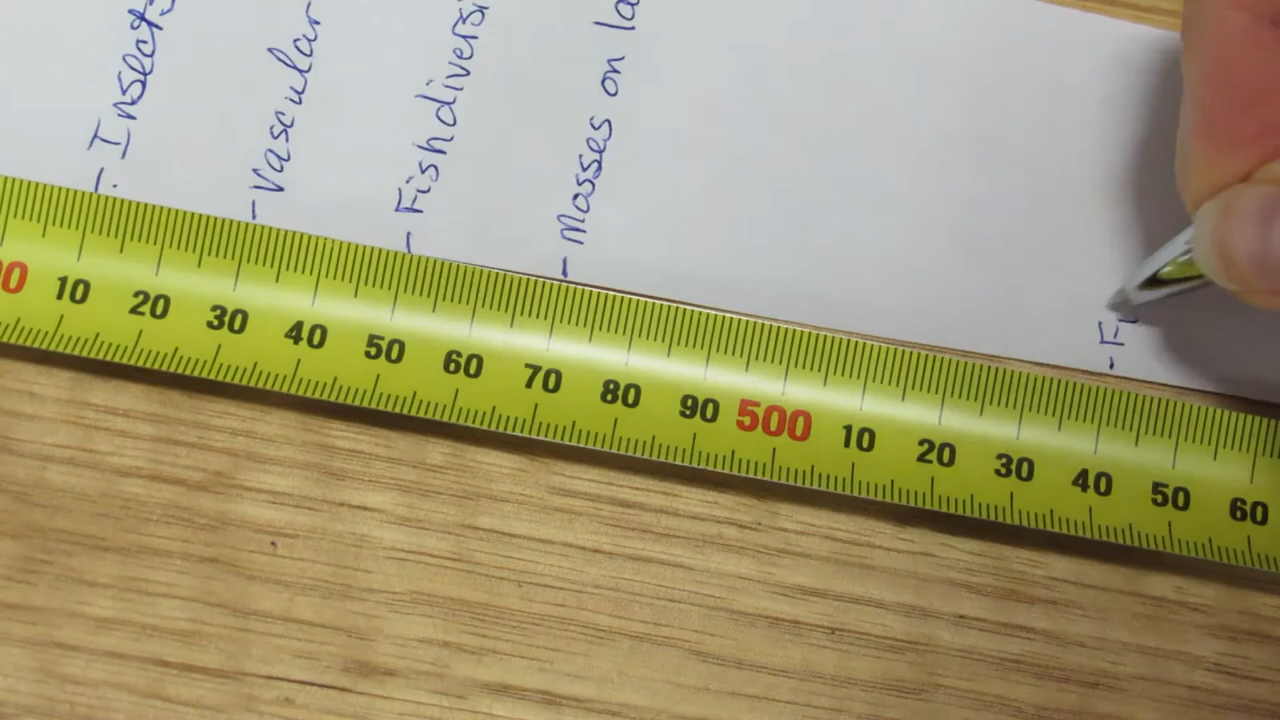 - Insects
- Vascular
- Fishdiversi
- Mosses on la
- F
00 10 20 30 40 50 60 70 80 90 500 10 20 30 40 50 60